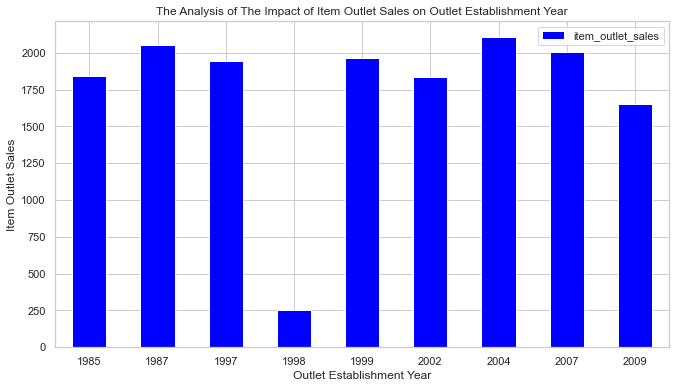 The Analysis of The Impact of Item Outlet Sales on Outlet Establishment Year
item_outlet_sales
Item Outlet Sales
2000
1750
1500
1250
1000
750
500
250
0
1985 1987 1997 1998 1999 2002 2004 2007 2009
Outlet Establishment Year